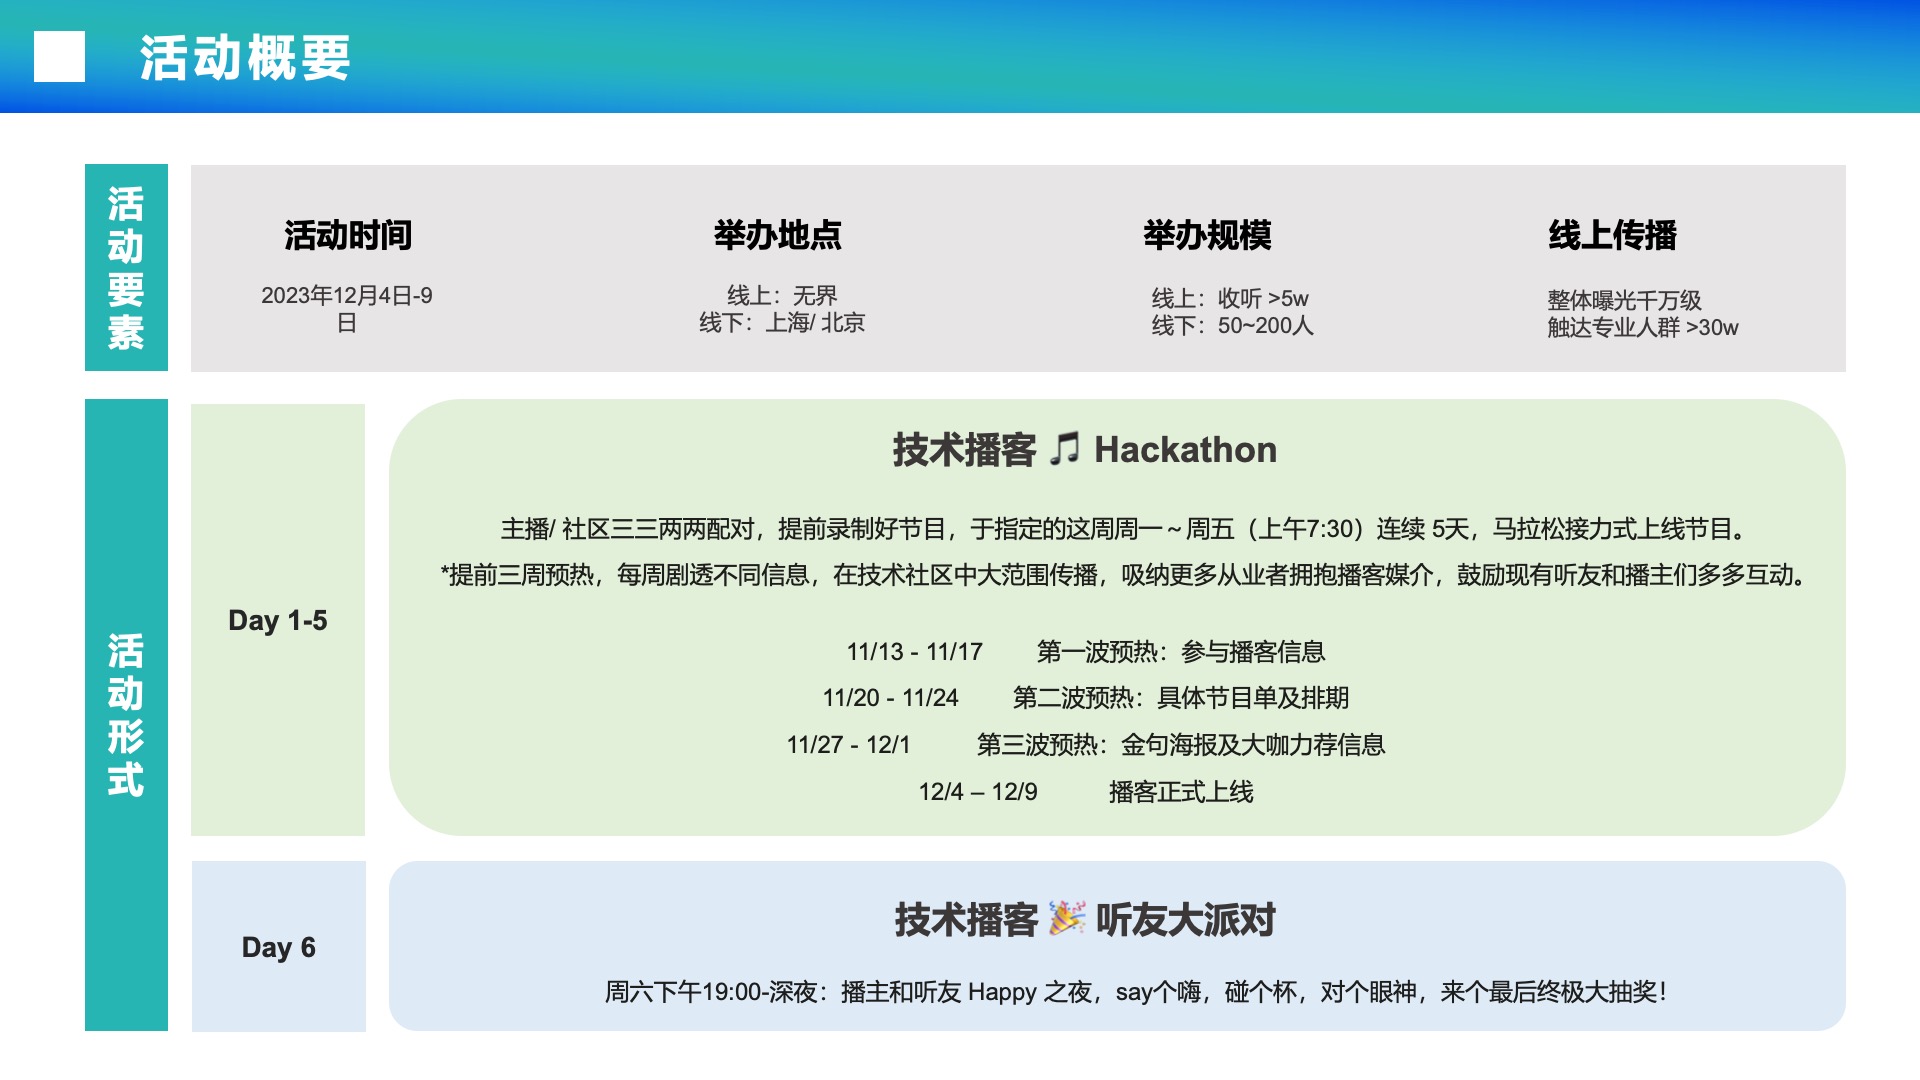 活动概要
活动要素
活动时间
2023年12月4日-9
日
举办地点
线上：无界
线下：上海/ 北京
举办规模
线上：收听 >5w
线下：50~200人
线上传播
整体曝光千万级
触达专业人群 >30w
活动形式
Day 1-5
技术播客 🎵 Hackathon
主播/ 社区三三两两配对，提前录制好节目，于指定的这周周一～周五（上午7:30）连续 5天，马拉松接力式上线节目。
*提前三周预热，每周剧透不同信息，在技术社区中大范围传播，吸纳更多从业者拥抱播客媒介，鼓励现有听友和播主们多多互动。
11/13 - 11/17 第一波预热：参与播客信息
11/20 - 11/24 第二波预热：具体节目单及排期
11/27 - 12/1 第三波预热：金句海报及大咖力荐信息
12/4 – 12/9 播客正式上线
Day 6
技术播客 🎉 听友大派对
周六下午19:00-深夜：播主和听友 Happy 之夜，say个嗨，碰个杯，对个眼神，来个最后终极大抽奖！